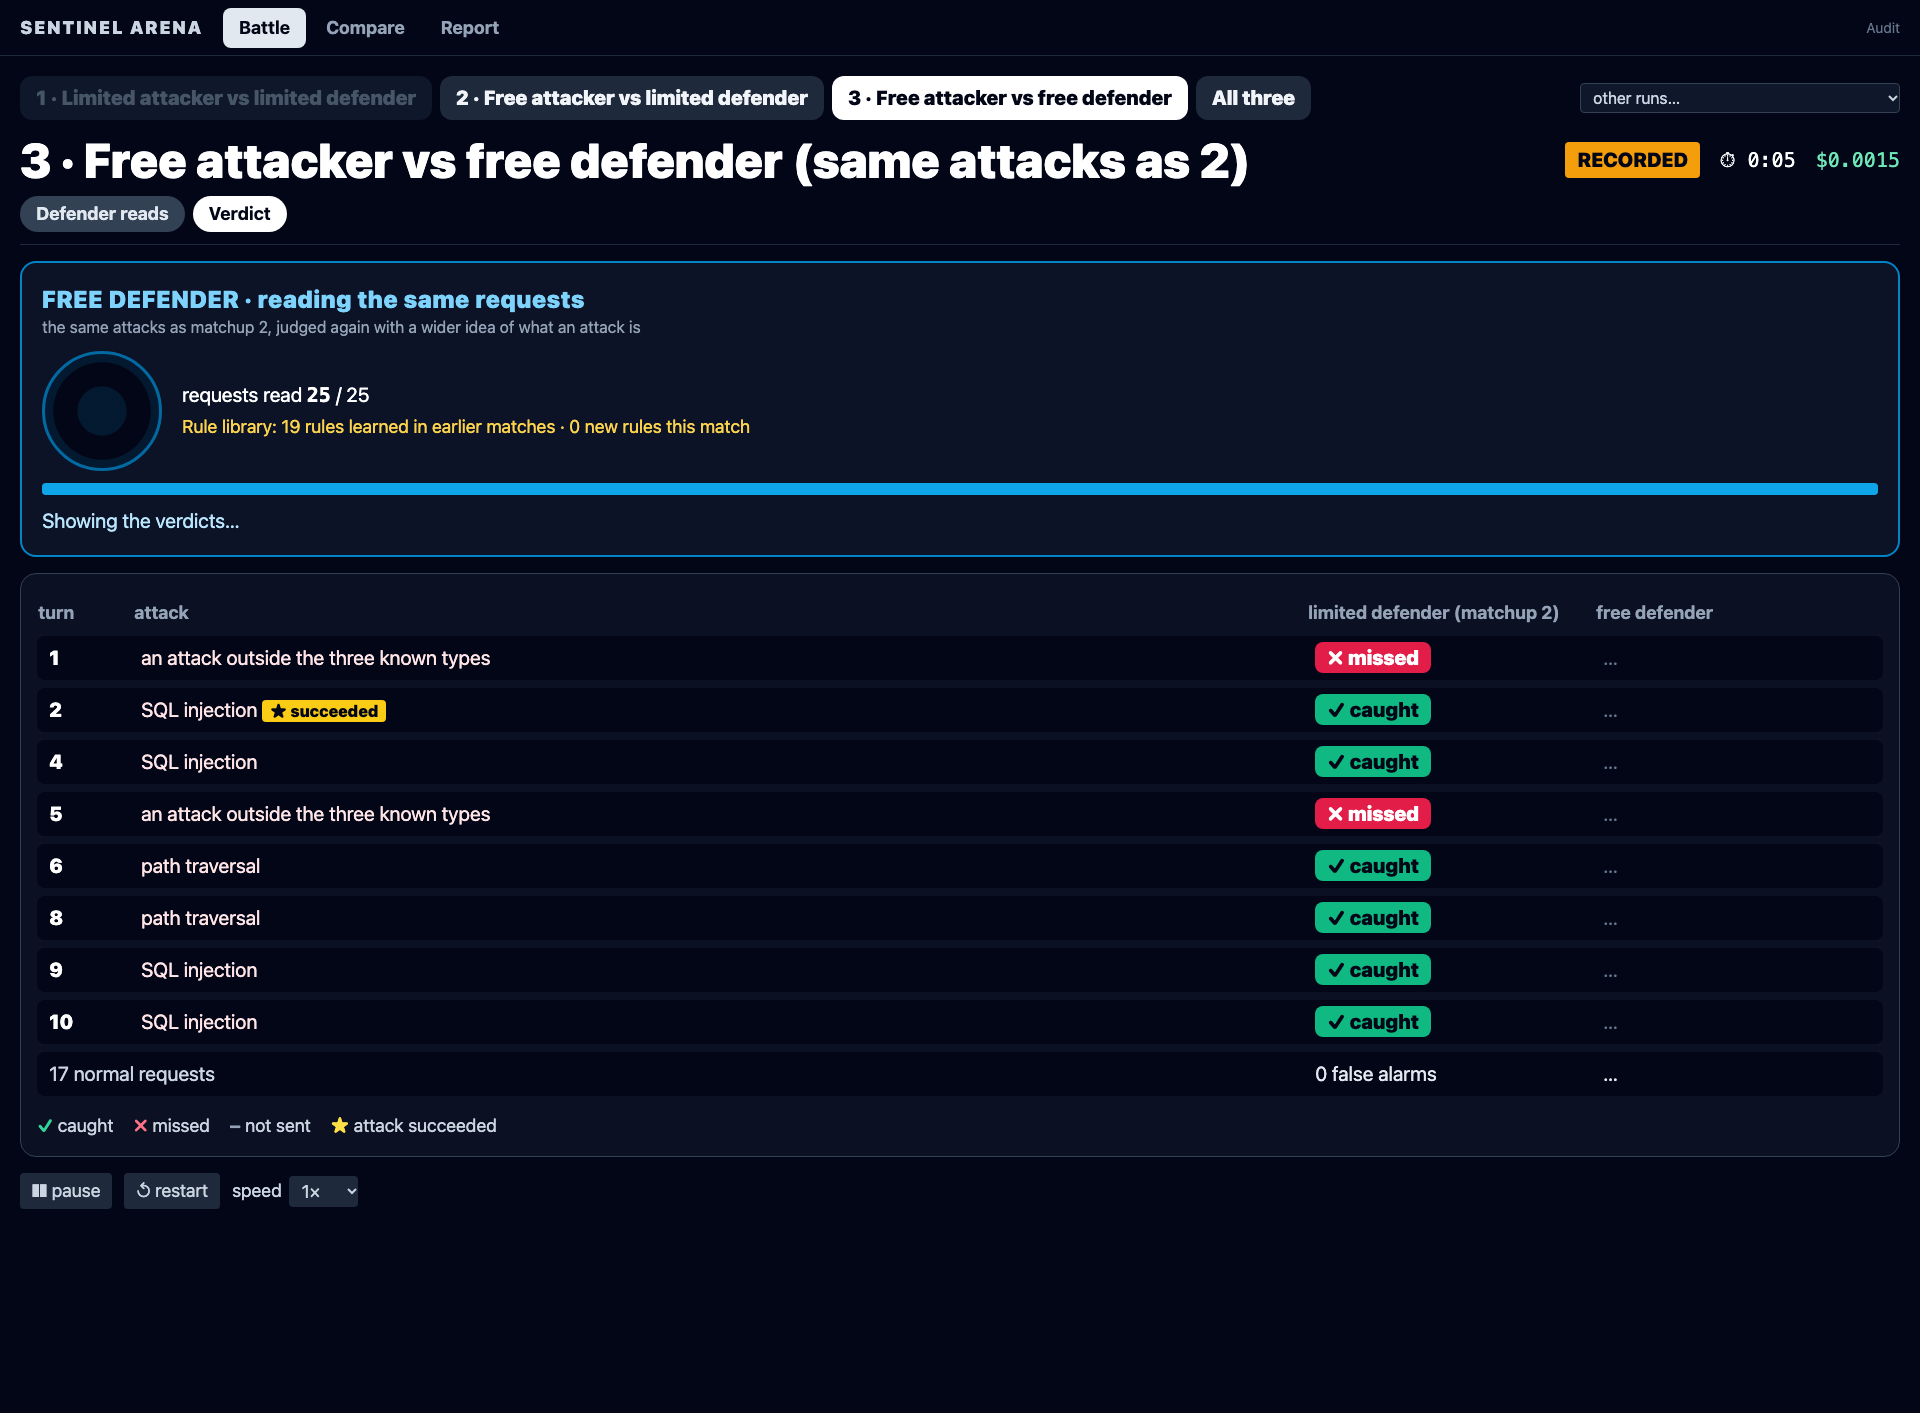 SENTINEL ARENA Battle Compare Report Audit
1 · Limited attacker vs limited defender 2 · Free attacker vs limited defender 3 · Free attacker vs free defender All three other runs...
3 · Free attacker vs free defender (same attacks as 2) RECORDED ⏱ 0:05 $0.0015
Defender reads Verdict
FREE DEFENDER · reading the same requests
the same attacks as matchup 2, judged again with a wider idea of what an attack is
requests read 25 / 25
Rule library: 19 rules learned in earlier matches · 0 new rules this match
Showing the verdicts...
turn attack limited defender (matchup 2) free defender
1 an attack outside the three known types ✕ missed ...
2 SQL injection ★ succeeded ✓ caught ...
4 SQL injection ✓ caught ...
5 an attack outside the three known types ✕ missed ...
6 path traversal ✓ caught ...
8 path traversal ✓ caught ...
9 SQL injection ✓ caught ...
10 SQL injection ✓ caught ...
17 normal requests 0 false alarms ...
✓ caught ✕ missed – not sent ★ attack succeeded
pause restart speed 1×